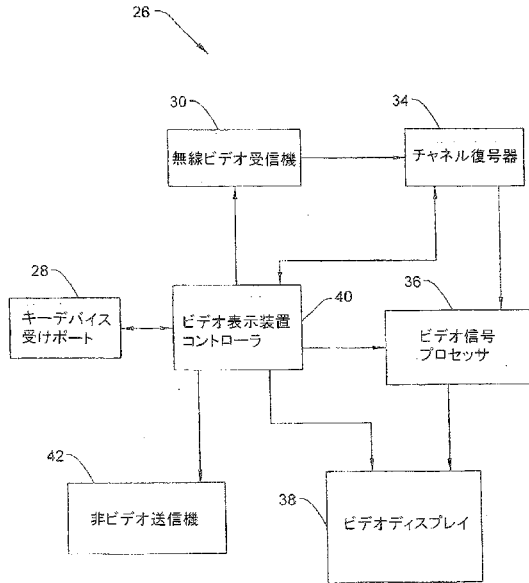 26
30
34
無線ビデオ受信機
チャネル復号器
28
40
36
キーデバイス
受けポート
ビデオ表示装置
コントローラ
ビデオ信号
プロセッサ
42
38
非ビデオ送信機
ビデオディスプレイ